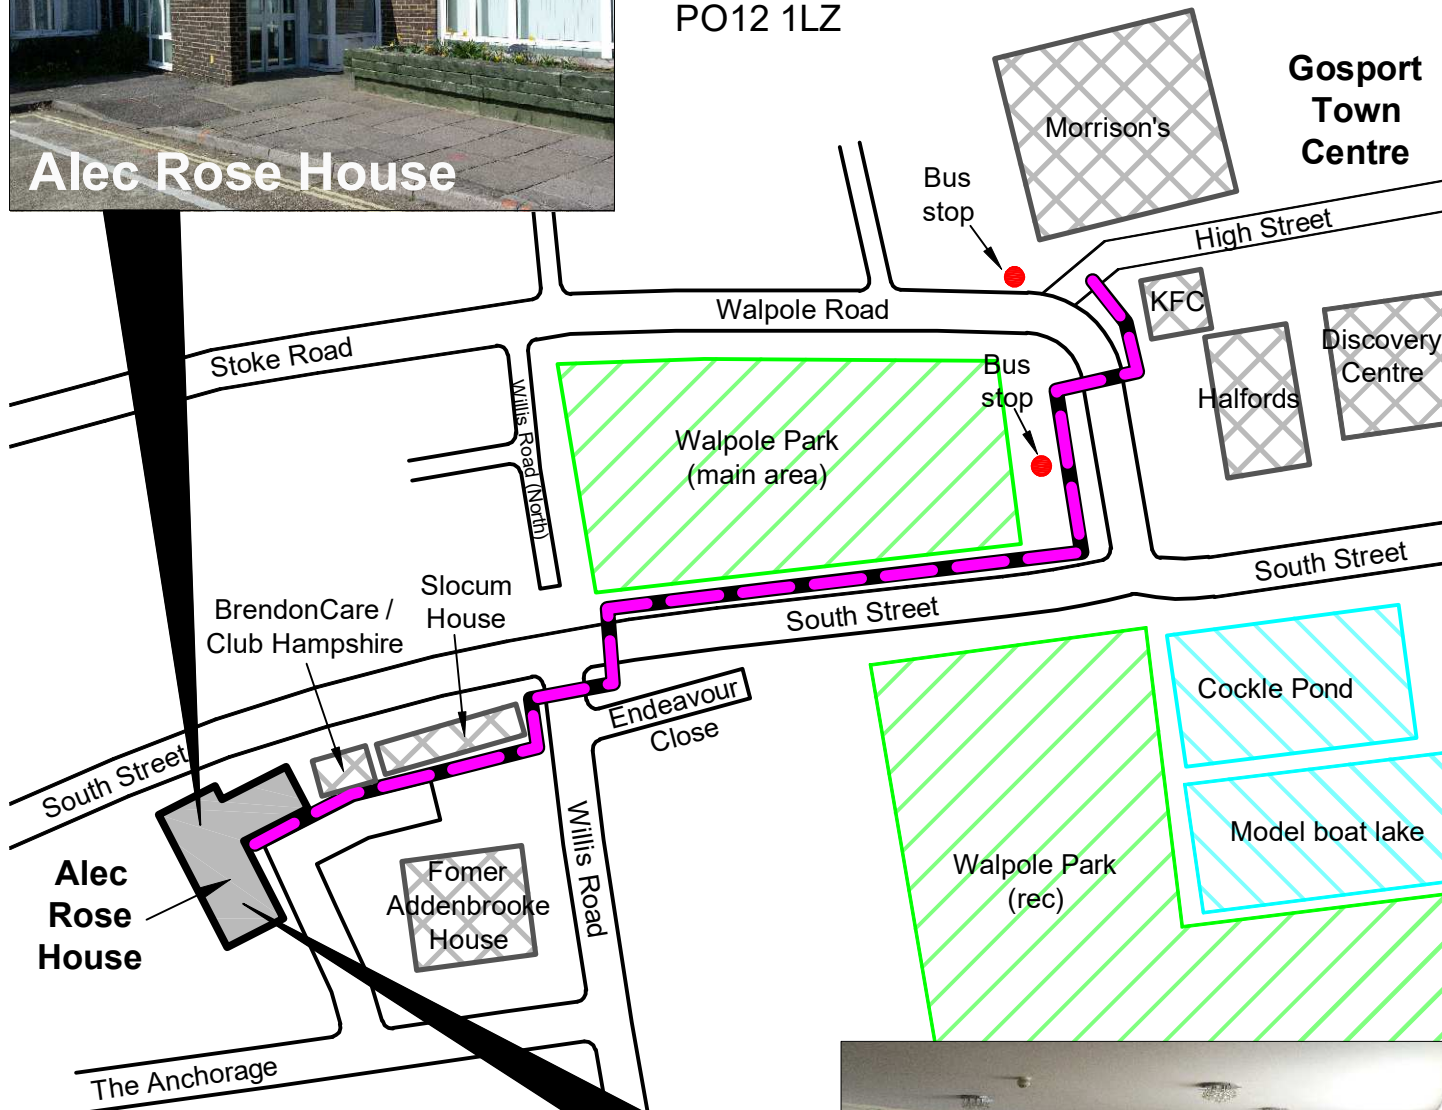 PO12 1LZ
Alec Rose House
Gosport
Town
Centre
Morrison's
Bus
stop
High Street
KFC
Discovery
Centre
Halfords
Walpole Road
Stoke Road
Bus
stop
Willis Road (North)
Walpole Park
(main area)
South Street
South Street
Slocum
House
BrendonCare /
Club Hampshire
Endeavour
Close
Cockle Pond
South Street
Model boat lake
Willis Road
Walpole Park
(rec)
Alec
Rose
House
Fomer
Addenbrooke
House
The Anchorage